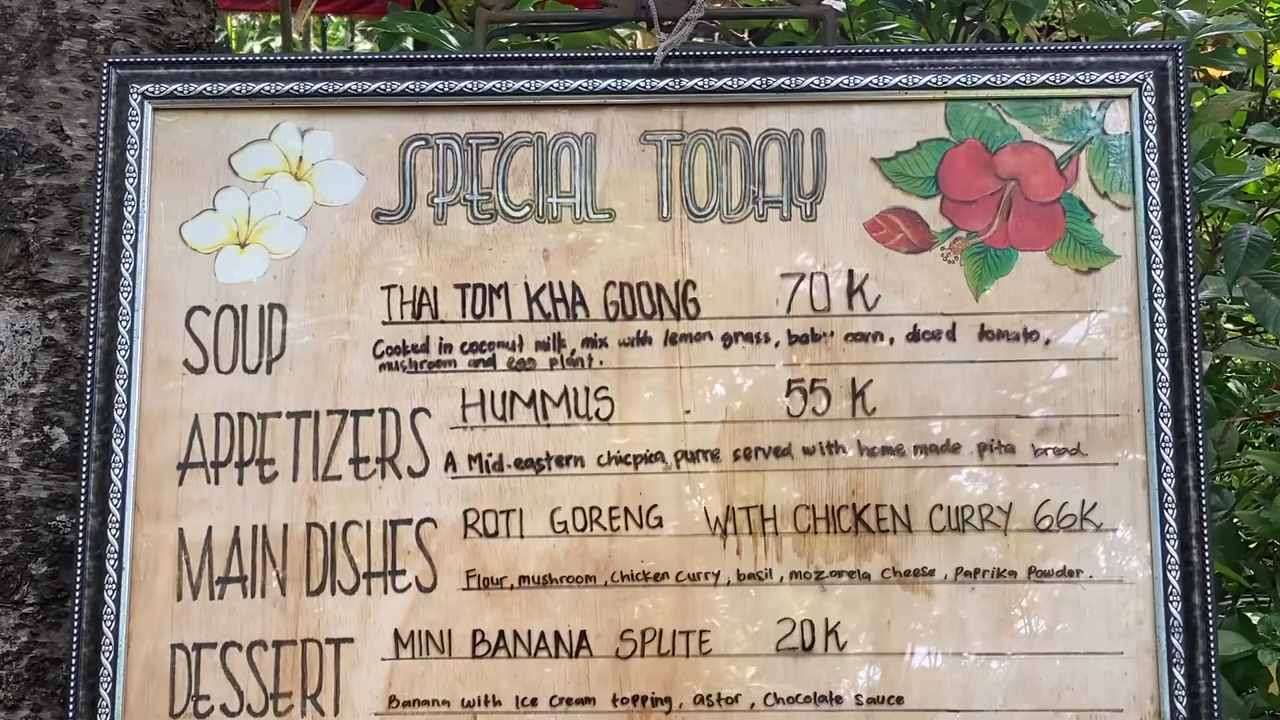 SPECIAL TODAY
SOUP
THAI TOM KHA GOONG 70 K
Cooked in coconut milk, mix with lemon grass, baby corn, diced tomato,
mushroom and egg plant.
APPETIZERS
HUMMUS 55 K
A Mid-eastern chicpica purre served with home made pita bread.
MAIN DISHES
ROTI GORENG WITH CHICKEN CURRY 66K
Flour, mushroom, chicken curry, basil, mozorela cheese, Paprika Powder.
DESSERT
MINI BANANA SPLITE 20K
Banana with Ice Cream topping, astor, Chocolate sauce